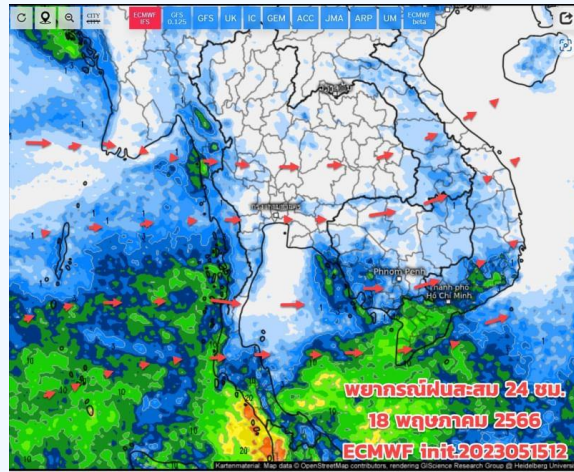 CITY
ECMWF IFS
GFS 0.125
GFS
UK
IC
GEM
ACC
JMA
ARP
UM
ECMWF beta
Phnom Penh
Thành phố
Hồ Chí Minh
พยากรณ์ฝนสะสม 24 ชม.
18 พฤษภาคม 2566
ECMWF init.2023051512
Kartenmaterial Map data © OpenStreetMap contributors, rendering GIScience Research Group @ Heidelberg Univer